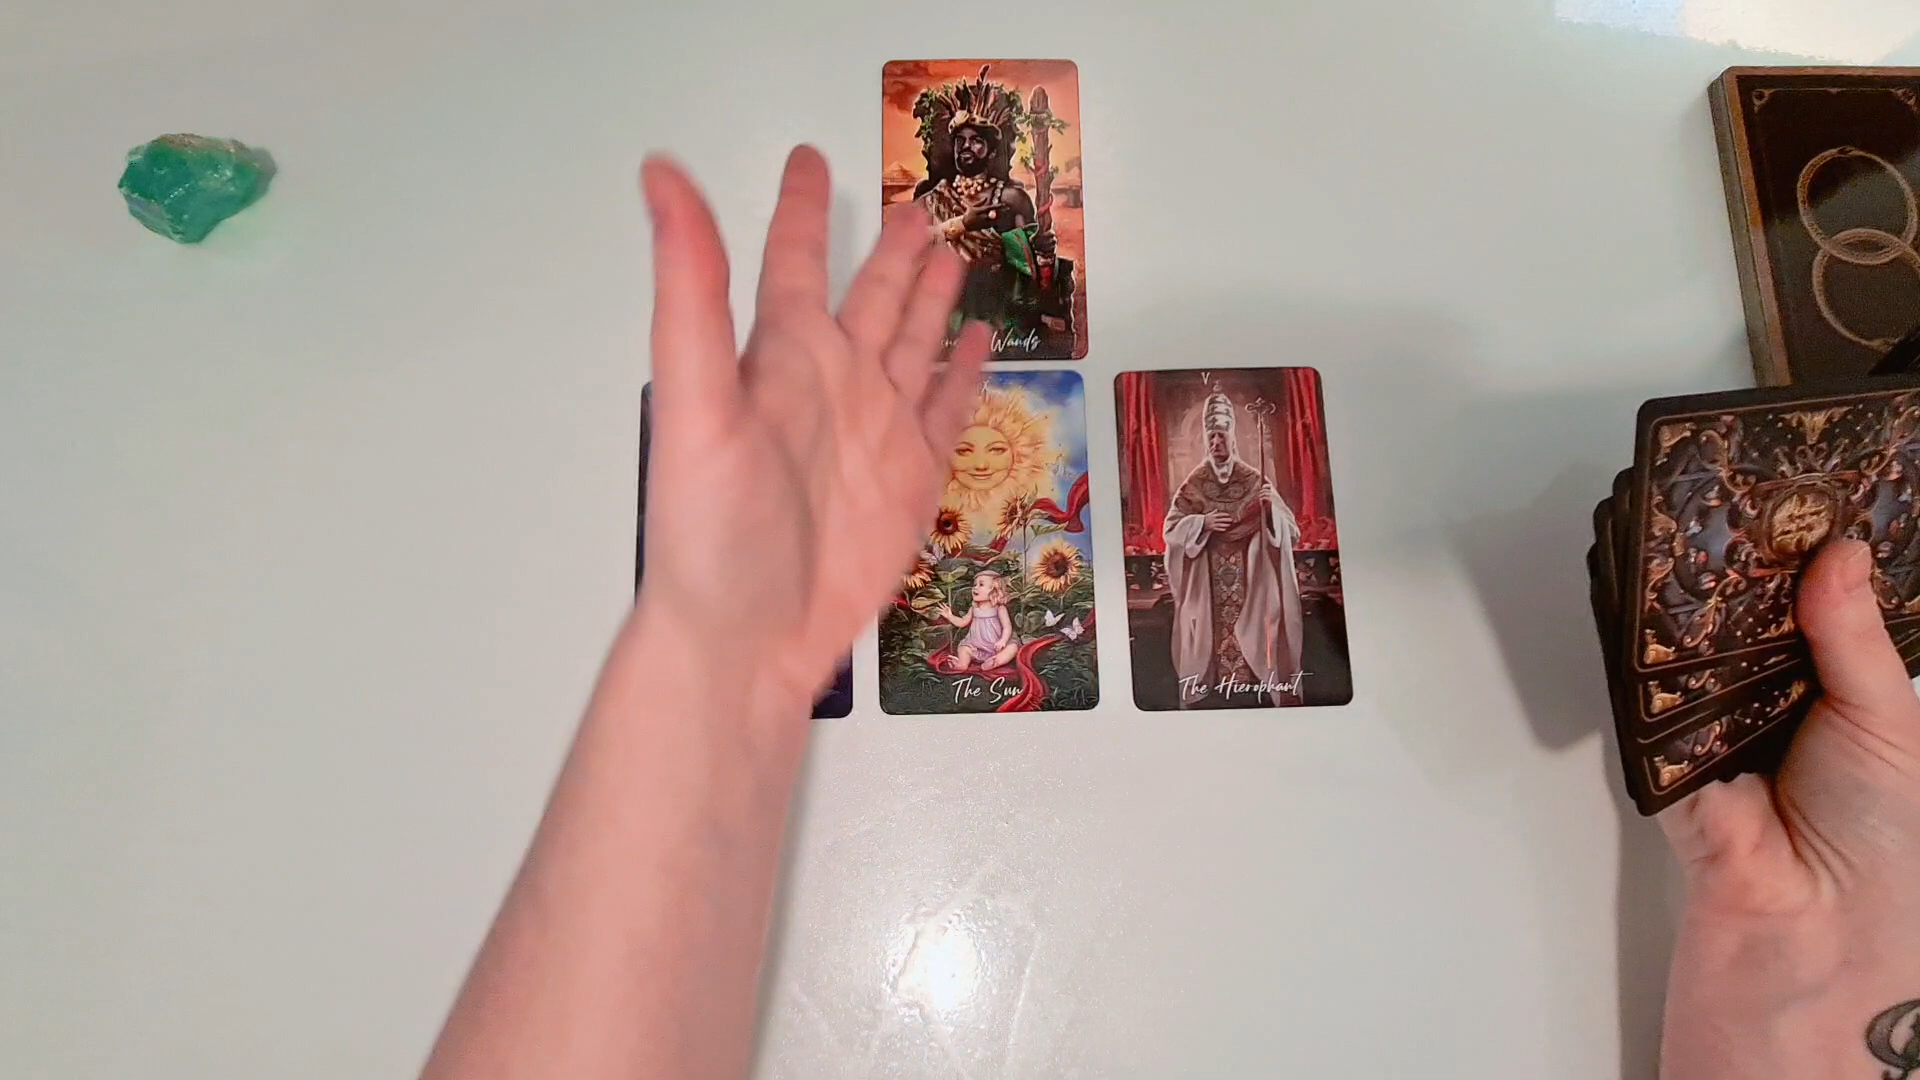 Wands
The Sun
V
The Hierophant